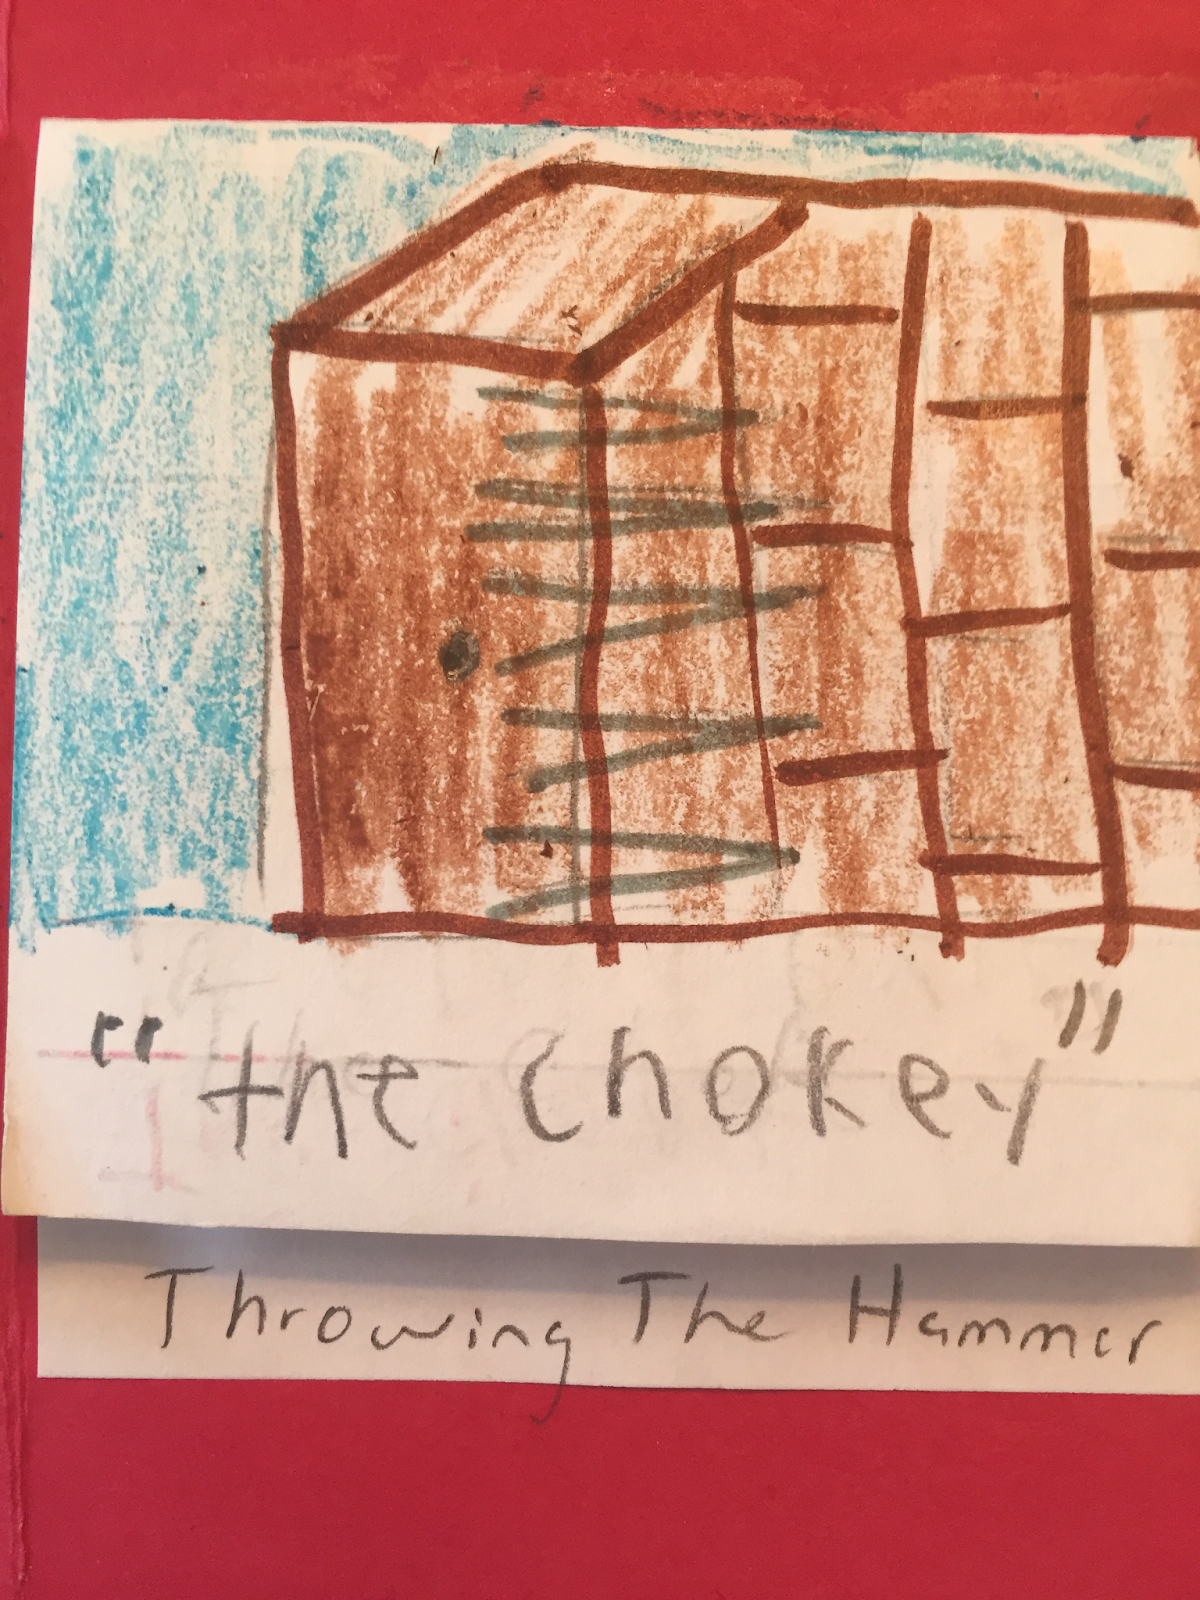 "the chokey"
Throwing The Hammer